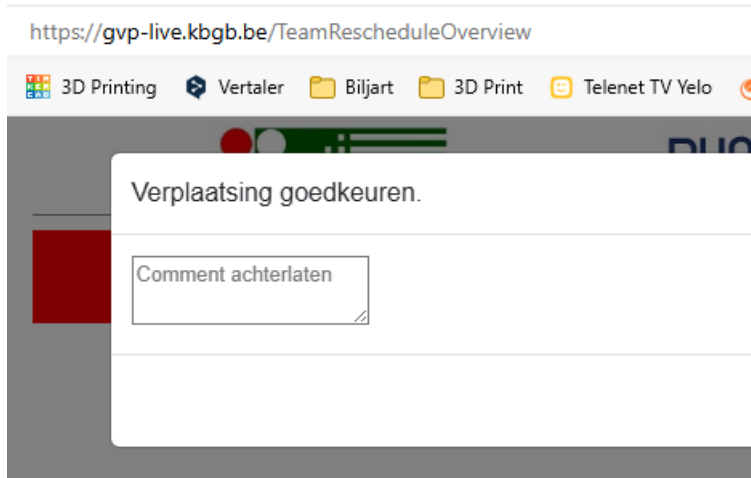 https://gvp-live.kbgb.be/TeamRescheduleOverview
3D Printing Vertaler Biljart 3D Print Telenet TV Yelo
Verplaatsing goedkeuren.
Comment achterlaten